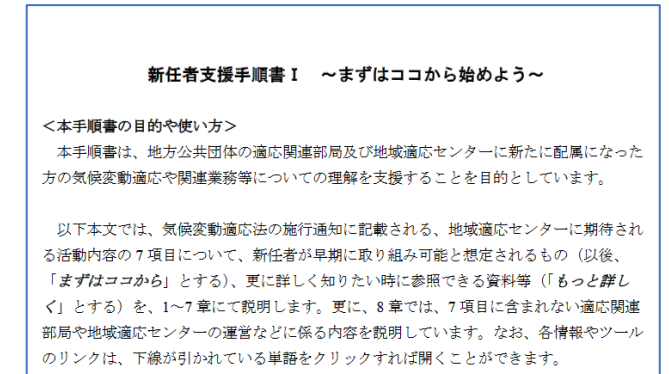 新任者支援手順書Ⅰ　～まずはココから始めよう～
＜本手順書の目的や使い方＞
本手順書は、地方公共団体の適応関連部局及び地域適応センターに新たに配属になった
方の気候変動適応や関連業務等についての理解を支援することを目的としています。
以下本文では、気候変動適応法の施行通知に記載される、地域適応センターに期待され
る活動内容の 7 項目について、新任者が早期に取り組み可能と想定されるもの（以後、
「まずはココから」とする）、更に詳しく知りたい時に参照できる資料等（「もっと詳し
く」とする）を、1～7 章にて説明します。更に、8 章では、7 項目に含まれない適応関連
部局や地域適応センターの運営などに係る内容を説明しています。なお、各情報やツール
のリンクは、下線が引かれている単語をクリックすれば開くことができます。